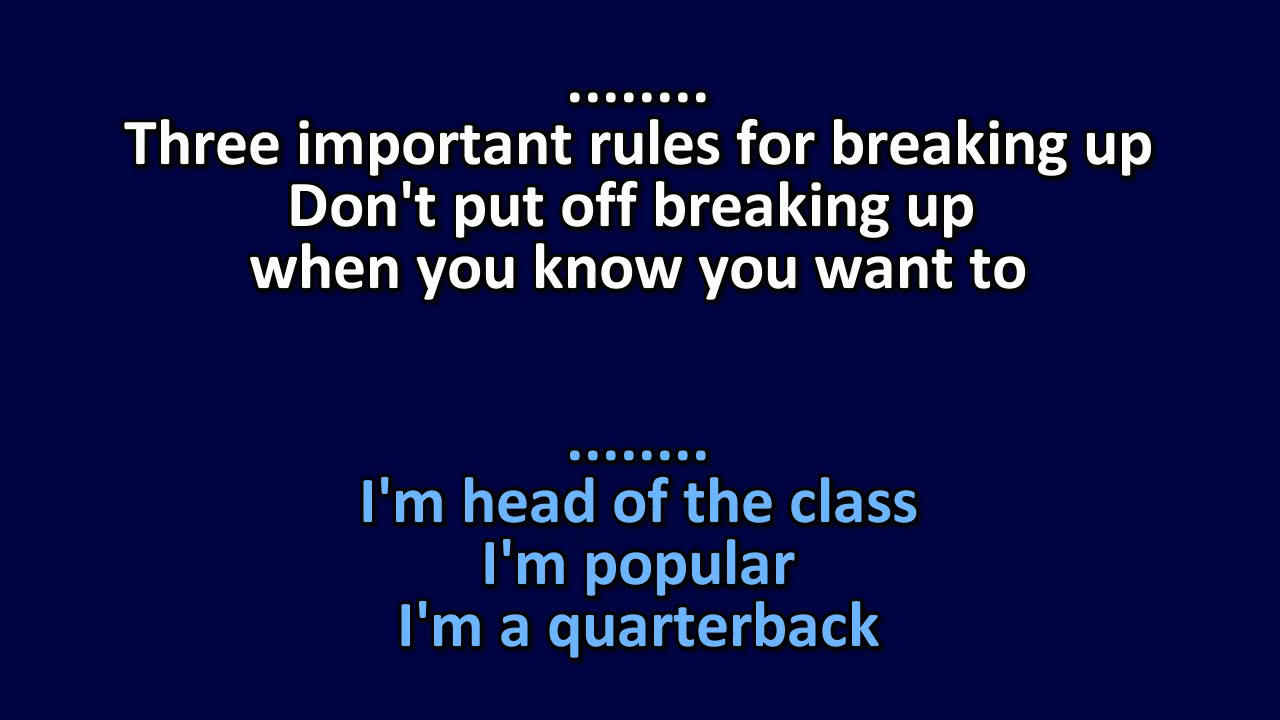 ........
Three important rules for breaking up
Don't put off breaking up
when you know you want to
........
I'm head of the class
I'm popular
I'm a quarterback